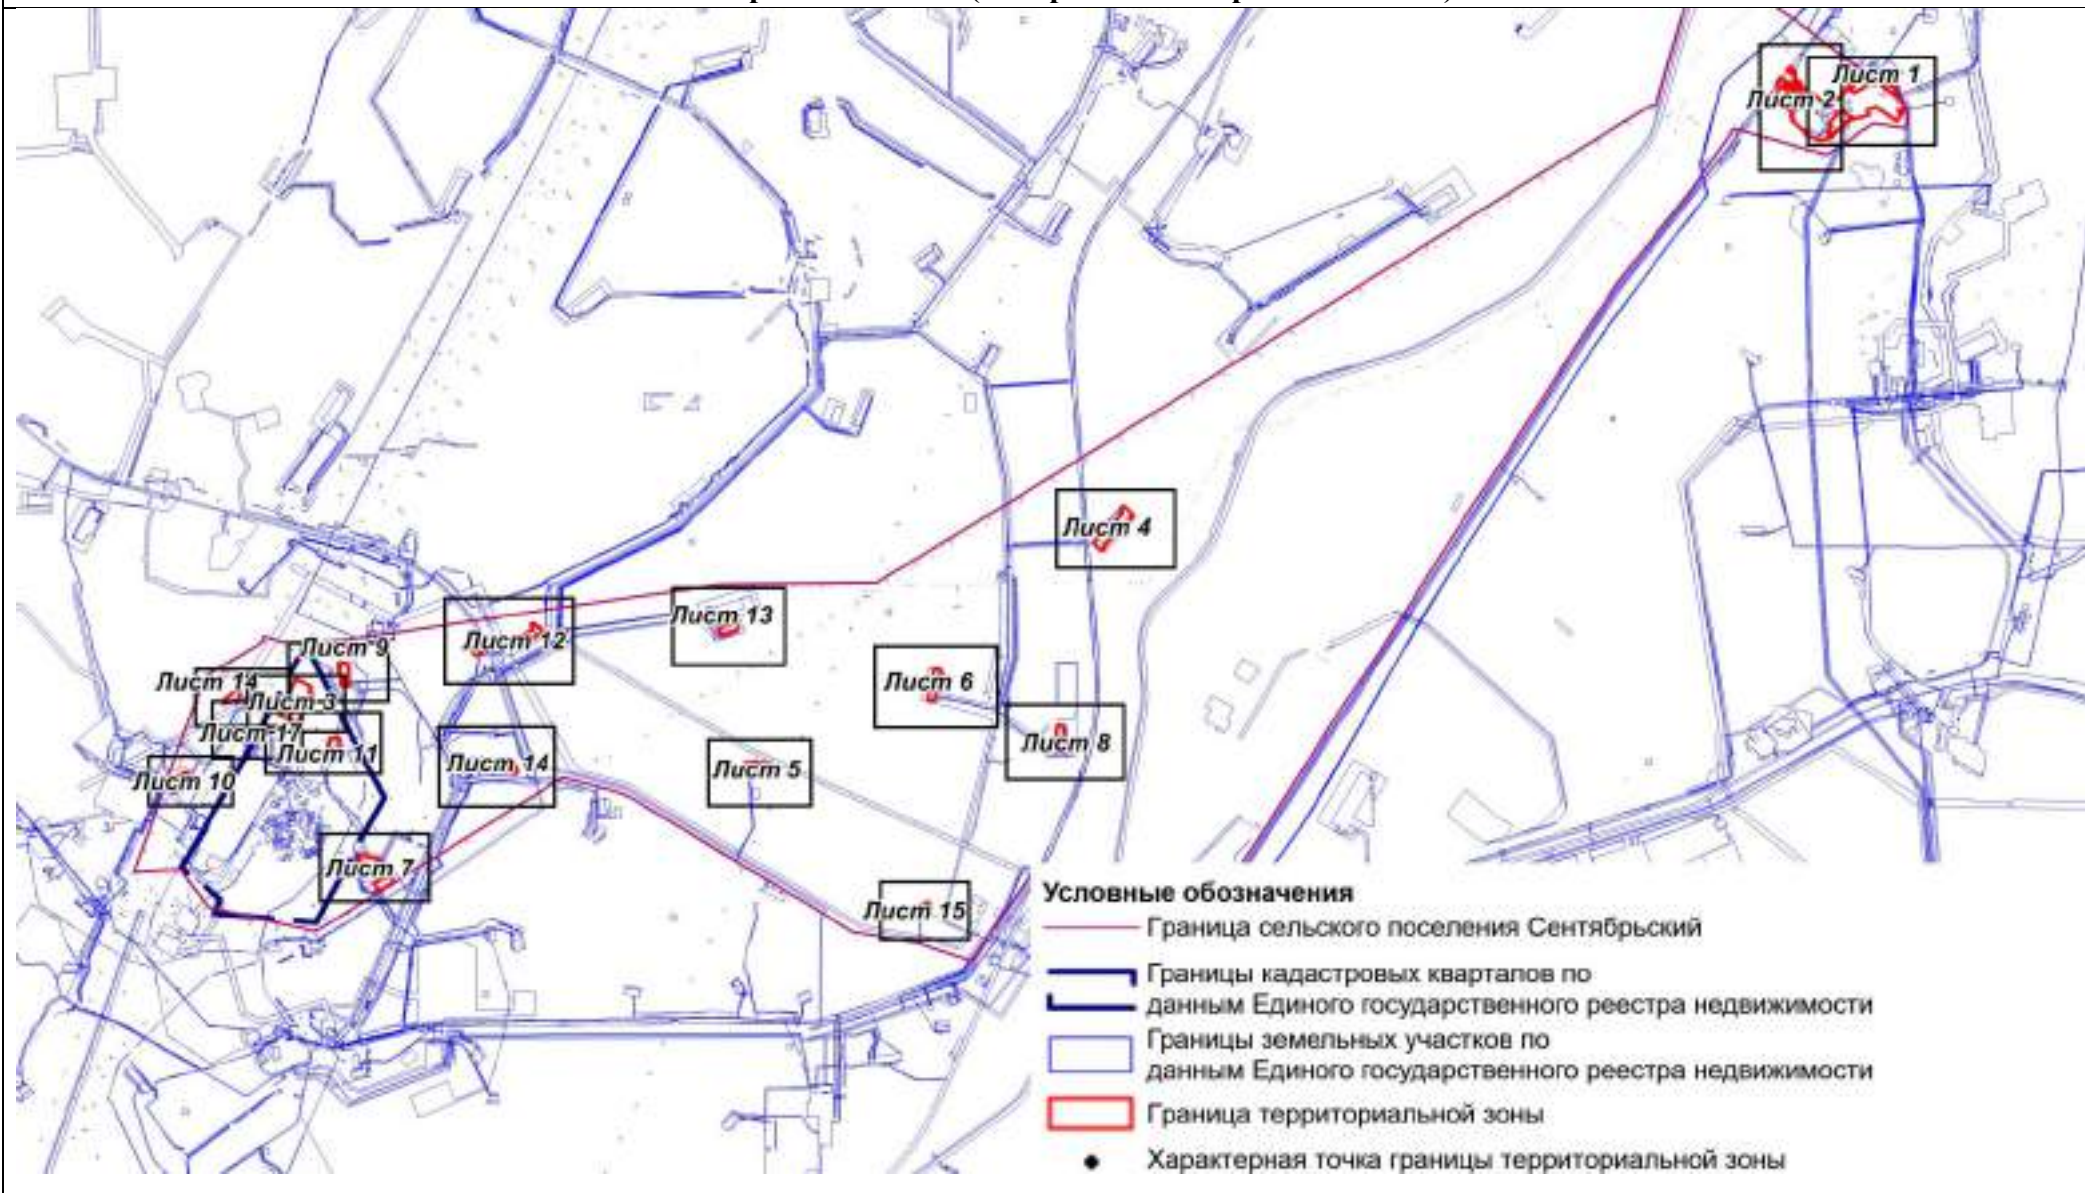 Лист 1
Лист 2
Лист 4
Лист 13
Лист 12
Лист 9
Лист 14
Лист 3
Лист 6
Лист 17
Лист 8
Лист 11
Лист 14
Лист 5
Лист 10
Лист 7
Лист 15
Условные обозначения
Граница сельского поселения Сентябрьский
Границы кадастровых кварталов по
данным Единого государственного реестра недвижимости
Границы земельных участков по
данным Единого государственного реестра недвижимости
Граница территориальной зоны
Характерная точка границы территориальной зоны